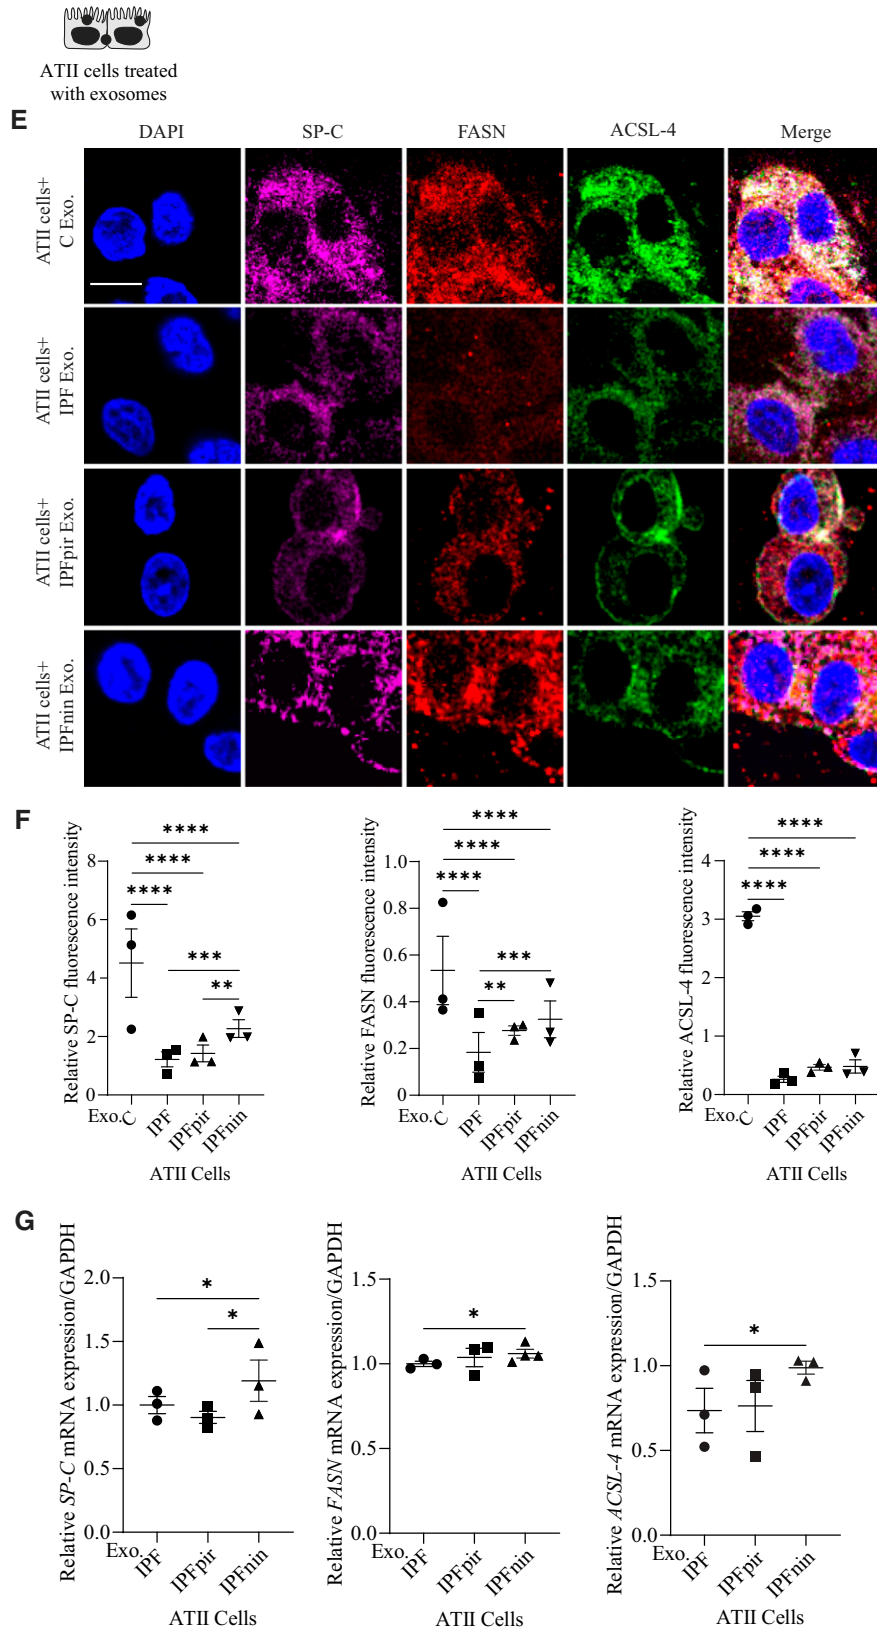 ATII cells treated
with exosomes
E
DAPI SP-C FASN ACSL-4 Merge
ATII cells+
C Exo.
ATII cells+
IPF Exo.
ATII cells+
IPFpir Exo.
ATII cells+
IPFnin Exo.
F
Relative SP-C fluorescence intensity
8
6
4
2
0
****
****
****
***
**
Exo. C IPF IPFpir IPFnin
ATII Cells
Relative FASN fluorescence intensity
1.0
0.8
0.6
0.4
0.2
0
****
****
****
***
**
Exo. C IPF IPFpir IPFnin
ATII Cells
Relative ACSL-4 fluorescence intensity
4
3
2
1
0
****
****
****
Exo. C IPF IPFpir IPFnin
ATII Cells
G
Relative SP-C mRNA expression/GAPDH
2.0
1.5
1.0
0.5
0.0
*
*
Exo. IPF IPFpir IPFnin
ATII Cells
Relative FASN mRNA expression/GAPDH
1.5
1.0
0.5
0.0
*
Exo. IPF IPFpir IPFnin
ATII Cells
Relative ACSL-4 mRNA expression/GAPDH
1.5
1.0
0.5
0.0
*
Exo. IPF IPFpir IPFnin
ATII Cells